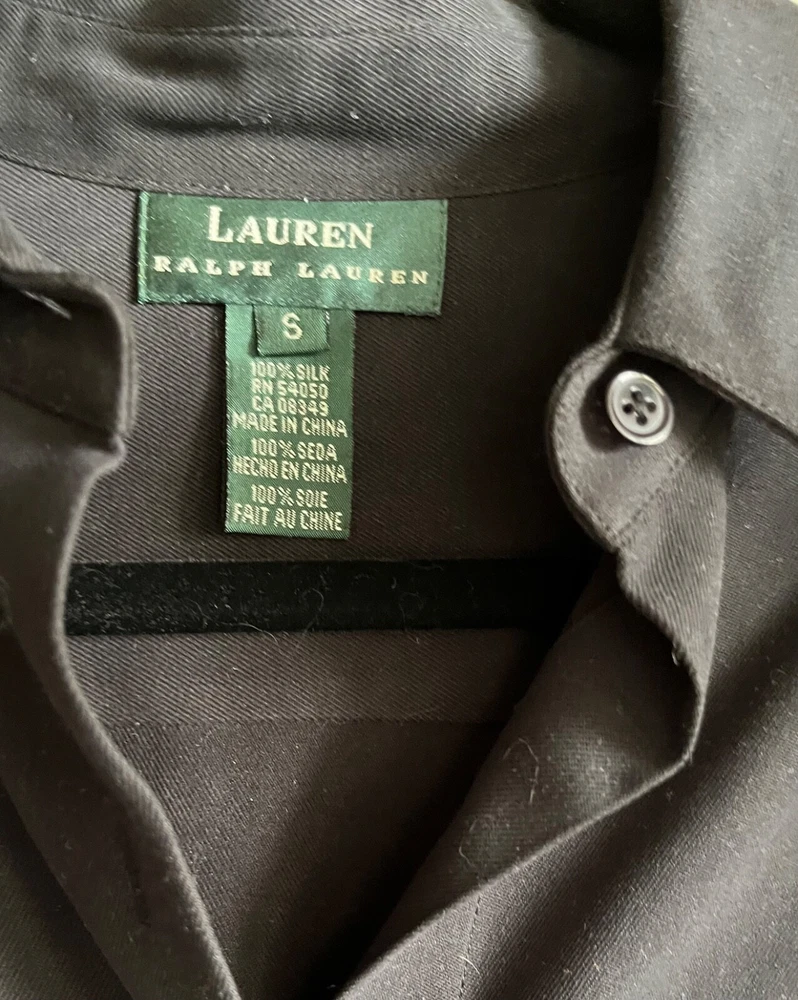 LAUREN
RALPH LAUREN
S
100% SILK
RN 54050
CA 08349
MADE IN CHINA
100% SEDA
HECHO EN CHINA
100% SOIE
FAIT AU CHINE